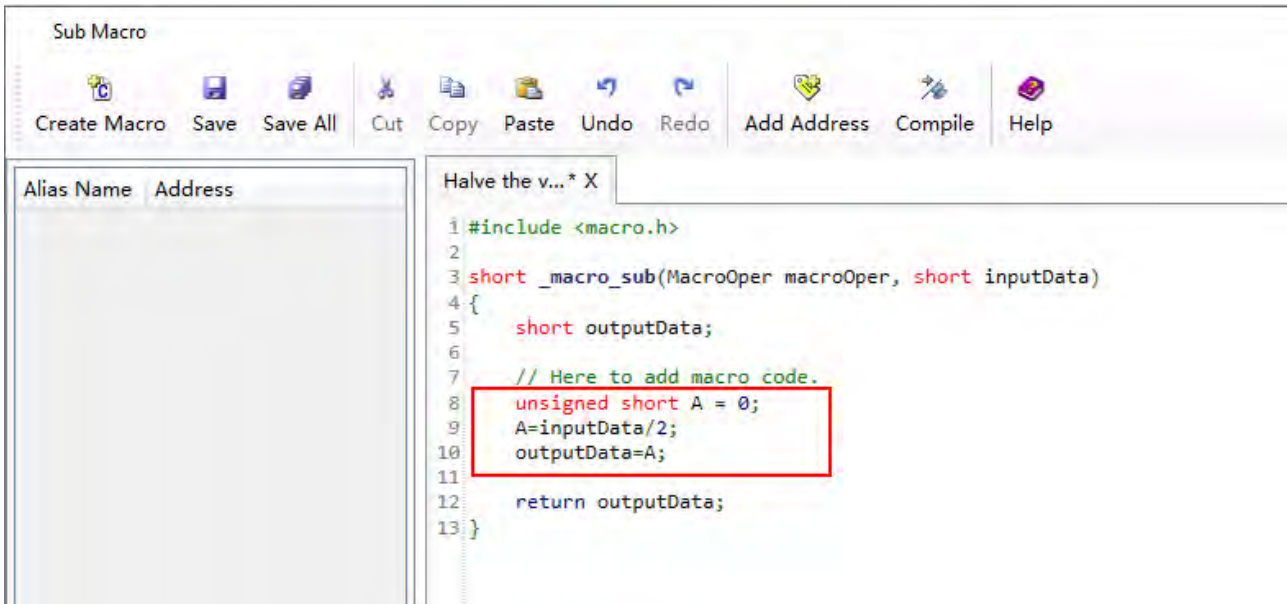 Sub Macro
Create Macro Save Save All Cut Copy Paste Undo Redo Add Address Compile Help
Alias Name Address
Halve the v...* X
1 #include <macro.h>
2
3 short _macro_sub(MacroOper macroOper, short inputData)
4 {
5 short outputData;
6
7 // Here to add macro code.
8 unsigned short A = 0;
9 A=inputData/2;
10 outputData=A;
11
12 return outputData;
13 }